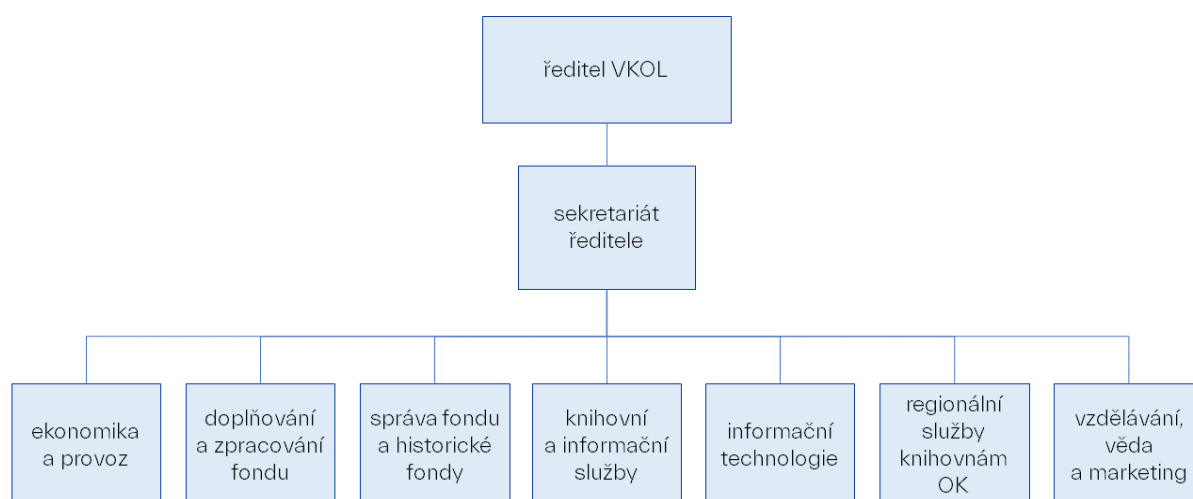 ředitel VKOL
sekretariát
ředitele
ekonomika
a provoz
doplňování
a zpracování
fondu
správa fondu
a historické
fondy
knihovní
a informační
služby
informační
technologie
regionální
služby
knihovnám
OK
vzdělávání,
věda
a marketing